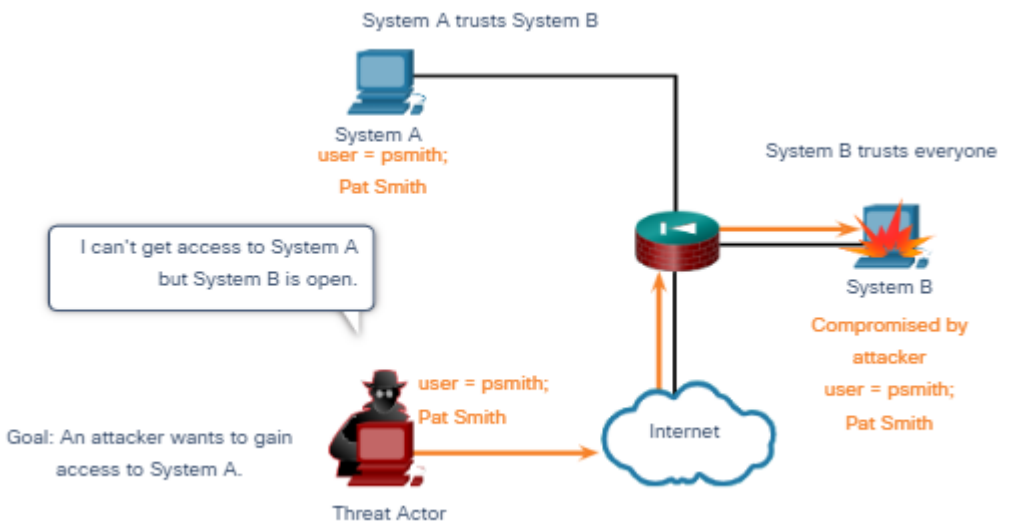 System A trusts System B
System A
user = psmith;
Pat Smith
System B trusts everyone
I can't get access to System A
but System B is open.
System B
Compromised by
attacker
user = psmith;
Pat Smith
user = psmith;
Pat Smith
Goal: An attacker wants to gain
access to System A.
Internet
Threat Actor